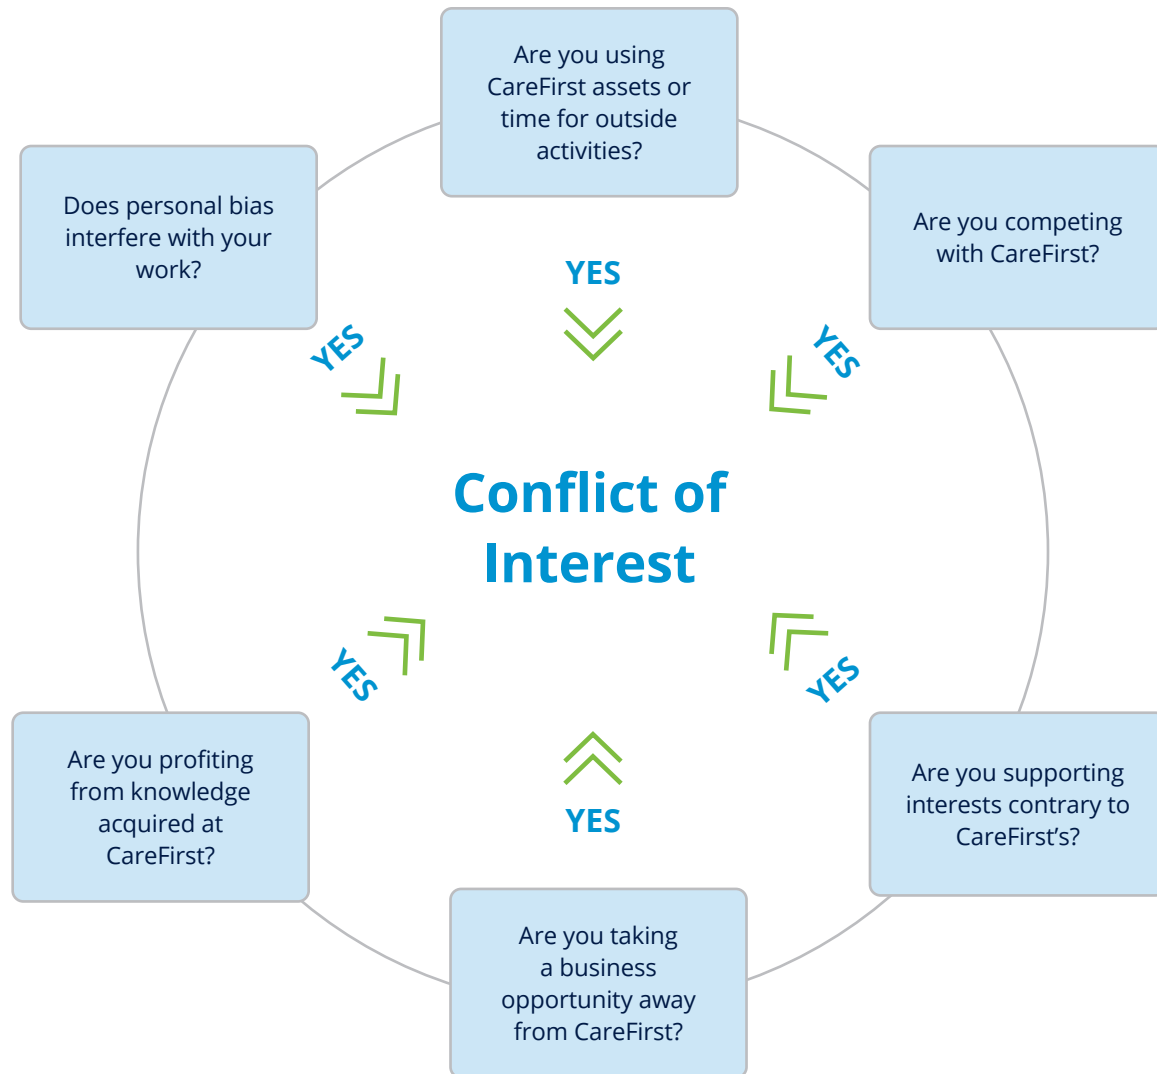 Are you using
CareFirst assets or
time for outside
activities?
Does personal bias
interfere with your
work?
Are you competing
with CareFirst?
YES
YES
YES
Conflict of
Interest
YES
YES
YES
Are you profiting
from knowledge
acquired at
CareFirst?
Are you supporting
interests contrary to
CareFirst’s?
Are you taking
a business
opportunity away
from CareFirst?